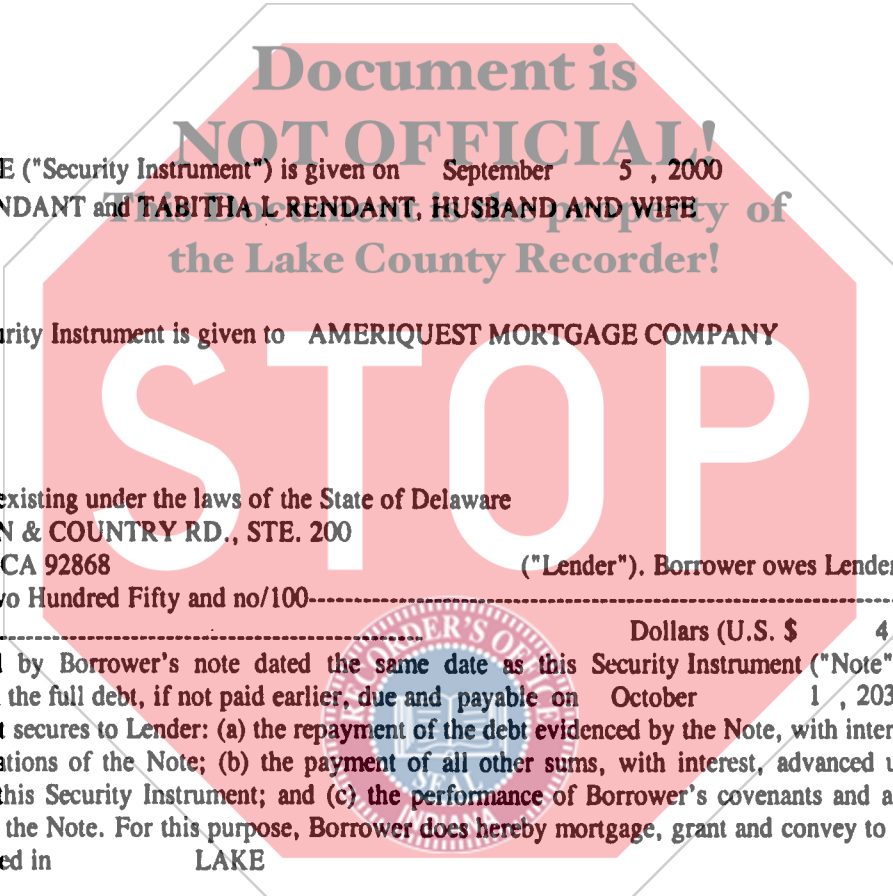 Document is
NOT OFFICIAL!
E ("Security Instrument") is given on September 5 , 2000
NDANT and TABITHA L RENDANT, HUSBAND AND WIFE
This Document is the property of
the Lake County Recorder!
urity Instrument is given to AMERIQUEST MORTGAGE COMPANY
STOP
existing under the laws of the State of Delaware
N & COUNTRY RD., STE. 200
CA 92868 ("Lender"). Borrower owes Lender
vo Hundred Fifty and no/100------------------------------------------------------------
------------------------------------------------------------ Dollars (U.S. $ 4
l by Borrower's note dated the same date as this Security Instrument ("Note"
the full debt, if not paid earlier, due and payable on October 1 , 203
t secures to Lender: (a) the repayment of the debt evidenced by the Note, with inter
ations of the Note; (b) the payment of all other sums, with interest, advanced u
this Security Instrument; and (c) the performance of Borrower's covenants and a
the Note. For this purpose, Borrower does hereby mortgage, grant and convey to
ed in LAKE
RECORDER'S OFFICE
SEAL
INDIANA